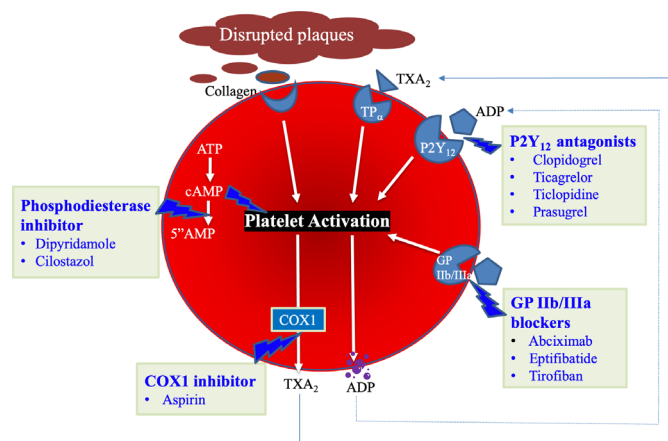 Disrupted plaques
Collagen
TXA2
TPα
ADP
P2Y12
P2Y12 antagonists
• Clopidogrel
• Ticagrelor
• Ticlopidine
• Prasugrel
ATP
cAMP
5”AMP
Phosphodiesterase
inhibitor
• Dipyridamole
• Cilostazol
Platelet Activation
GP
IIb/IIIa
GP IIb/IIIa
blockers
• Abciximab
• Eptifibatide
• Tirofiban
COX1
COX1 inhibitor
• Aspirin
TXA2
ADP